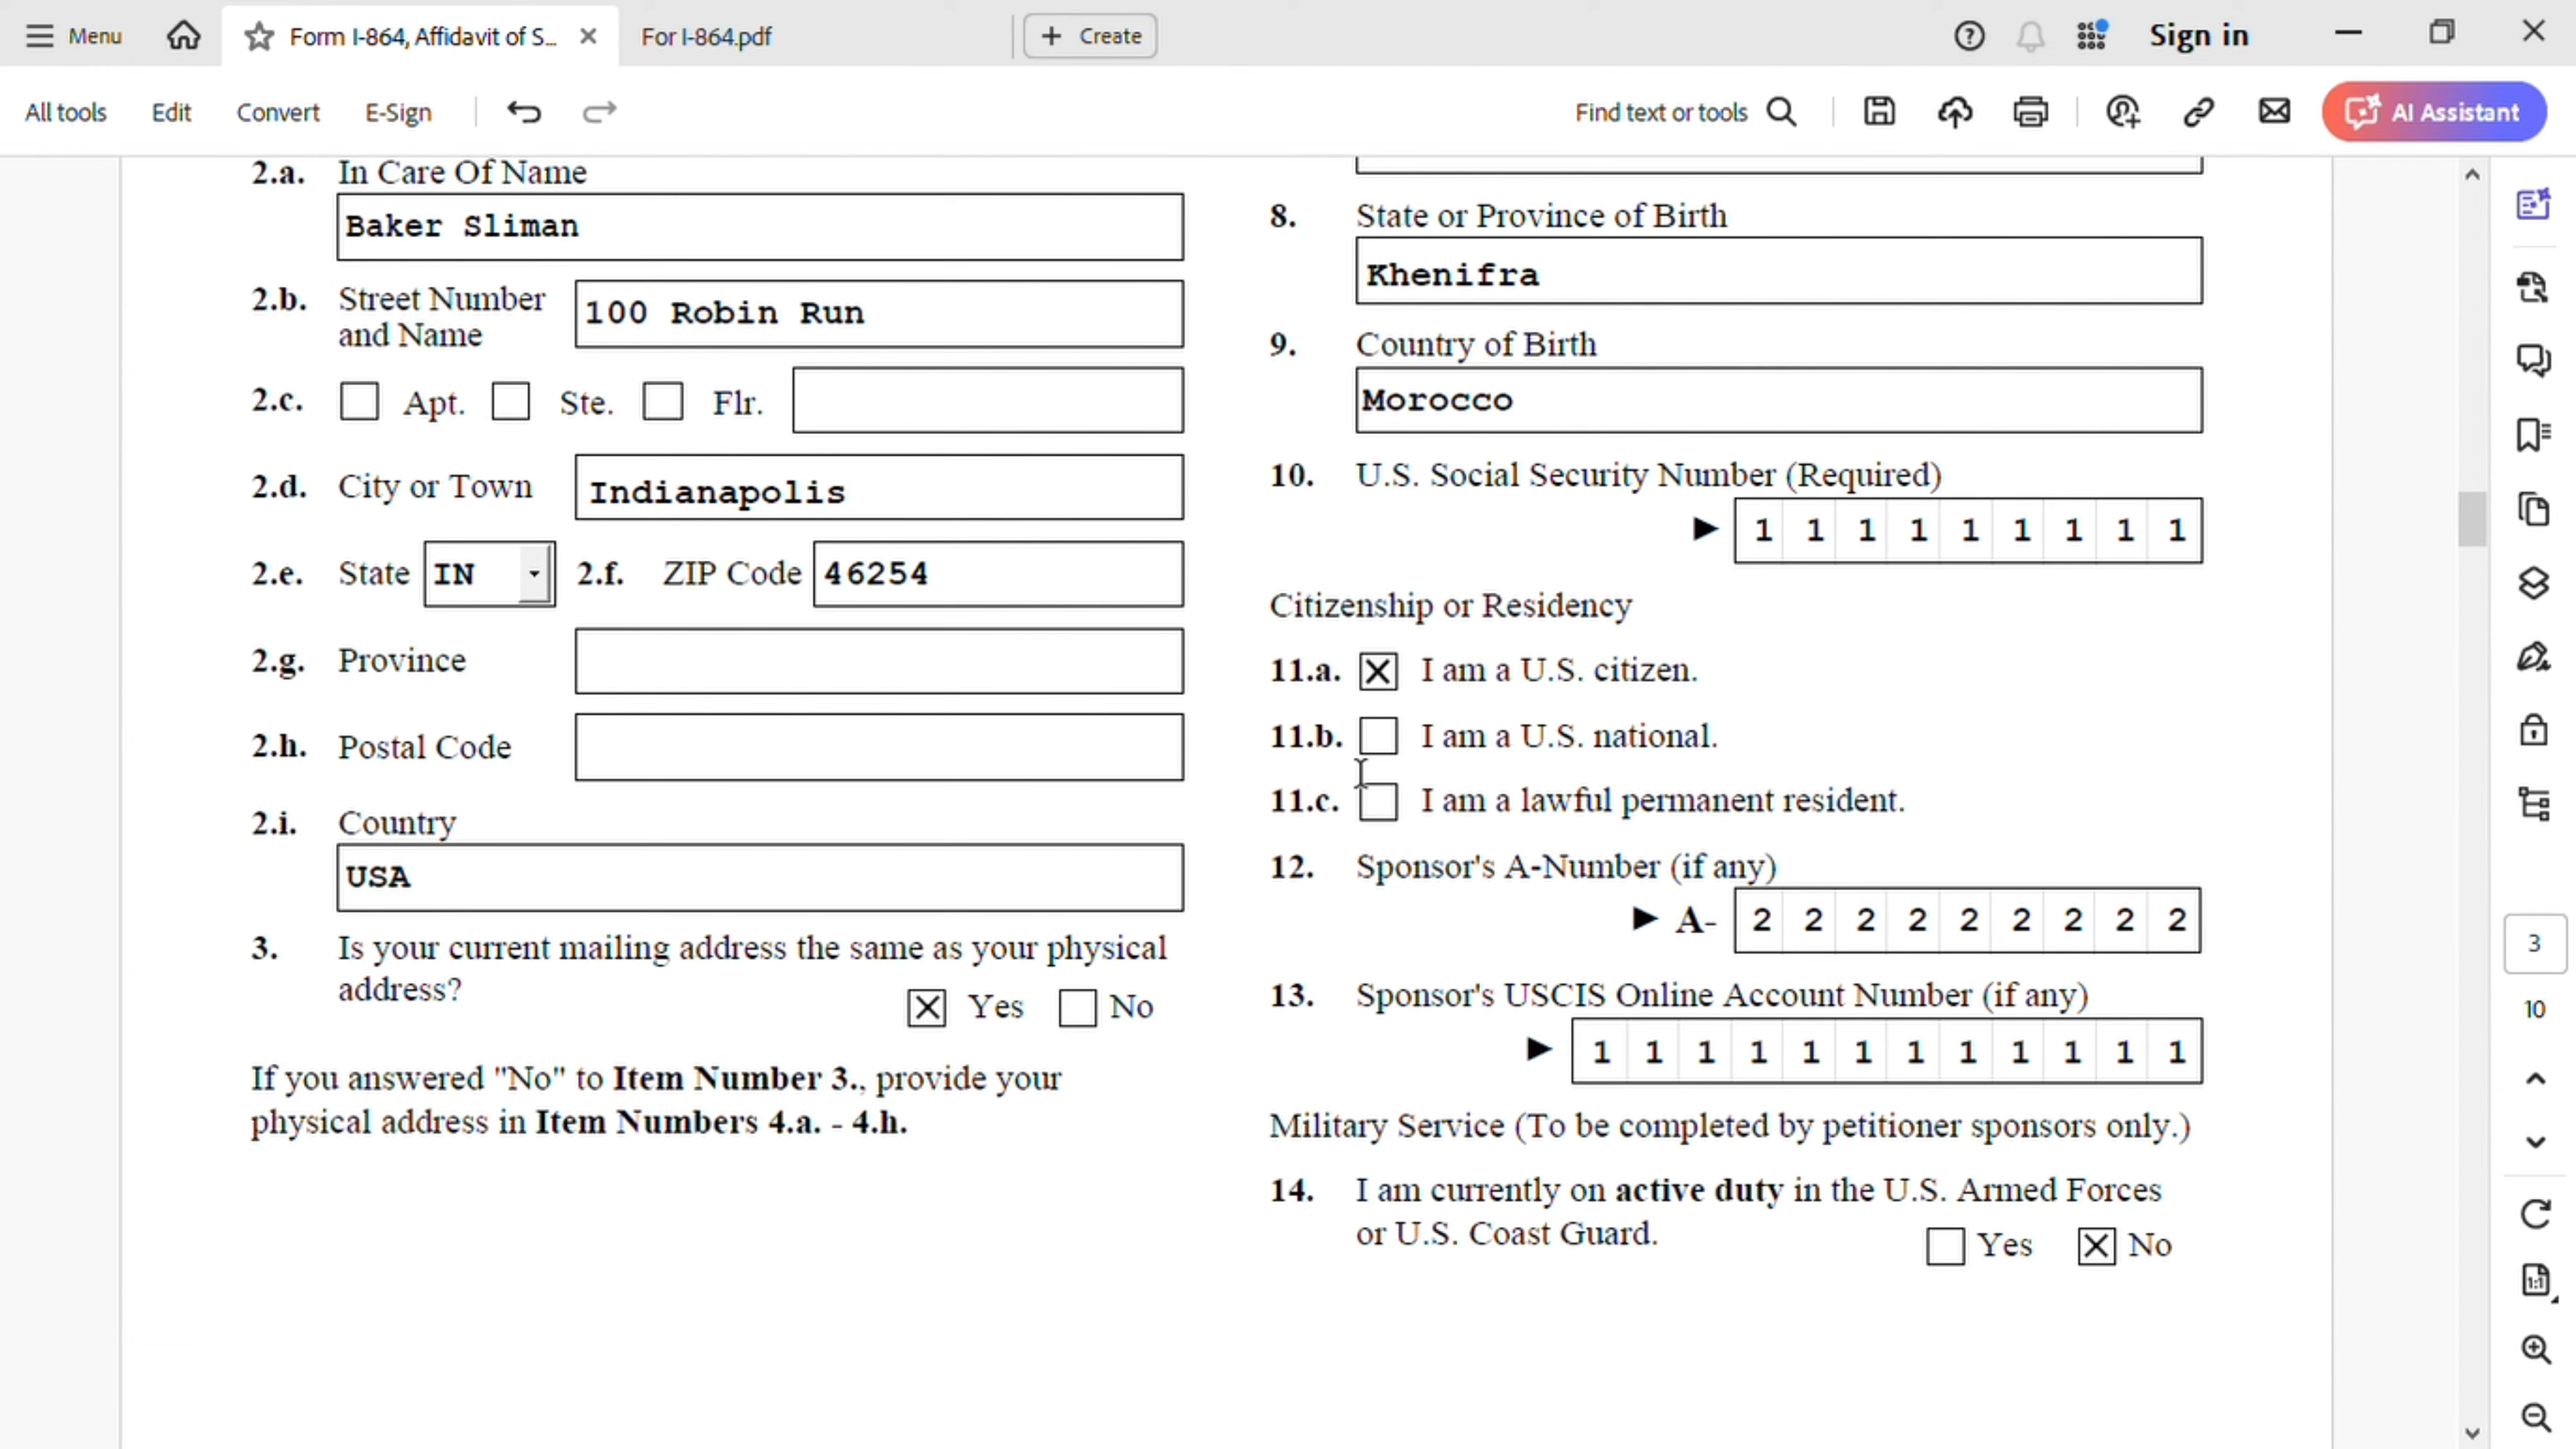 Menu
Form I-864, Affidavit of S...
For I-864.pdf
Create
Sign in
All tools
Edit
Convert
E-Sign
Find text or tools
AI Assistant
2.a. In Care Of Name
Baker Sliman
2.b. Street Number
and Name
100 Robin Run
2.c. Apt. Ste. Flr.
2.d. City or Town
Indianapolis
2.e. State IN 2.f. ZIP Code 46254
2.g. Province
2.h. Postal Code
2.i. Country
USA
3. Is your current mailing address the same as your physical
address?
Yes No
If you answered "No" to Item Number 3., provide your
physical address in Item Numbers 4.a. - 4.h.
8. State or Province of Birth
Khenifra
9. Country of Birth
Morocco
10. U.S. Social Security Number (Required)
1 1 1 1 1 1 1 1 1
Citizenship or Residency
11.a. X I am a U.S. citizen.
11.b. I am a U.S. national.
11.c. I am a lawful permanent resident.
12. Sponsor's A-Number (if any)
A- 2 2 2 2 2 2 2 2 2
13. Sponsor's USCIS Online Account Number (if any)
1 1 1 1 1 1 1 1 1 1 1 1
Military Service (To be completed by petitioner sponsors only.)
14. I am currently on active duty in the U.S. Armed Forces
or U.S. Coast Guard.
Yes No
3
10
1:1